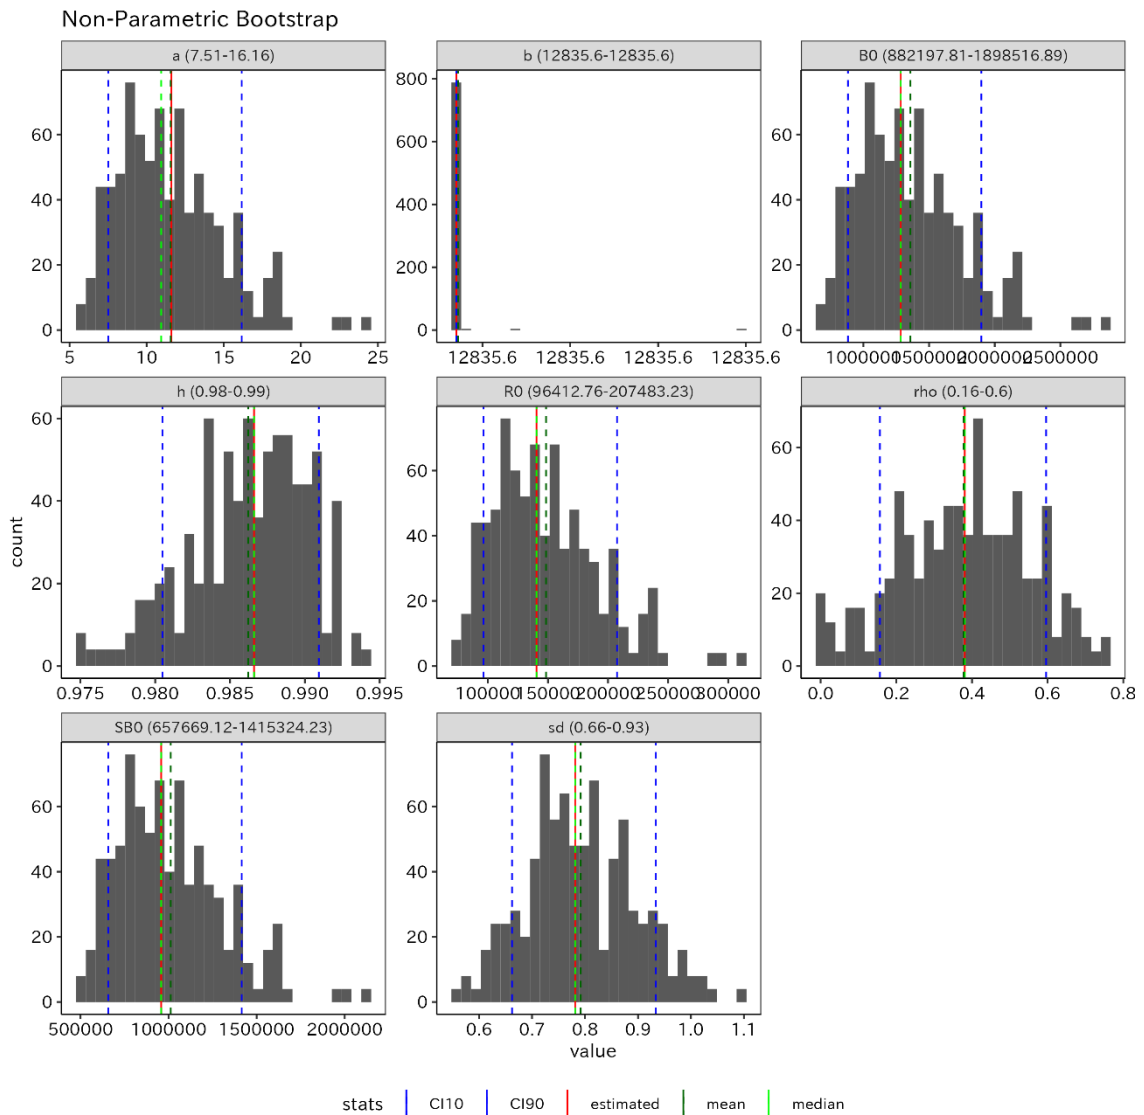 Non-Parametric Bootstrap
a (7.51-16.16)
b (12835.6-12835.6)
B0 (882197.81-1898516.89)
0 20 40 60
5 10 15 20 25
0 200 400 600 800
12835.6 12835.6 12835.6 12835.6
0 20 40 60
1000000 1500000 2000000 2500000
h (0.98-0.99)
R0 (96412.76-207483.23)
rho (0.16-0.6)
count
0 20 40 60
0.975 0.980 0.985 0.990 0.995
0 20 40 60
100000 150000 200000 250000 300000
0 20 40 60
0.0 0.2 0.4 0.6 0.8
SB0 (657669.12-1415324.23)
sd (0.66-0.93)
0 20 40 60
500000 1000000 1500000 2000000
0 20 40 60
0.6 0.7 0.8 0.9 1.0 1.1
value
stats CI10 CI90 estimated mean median